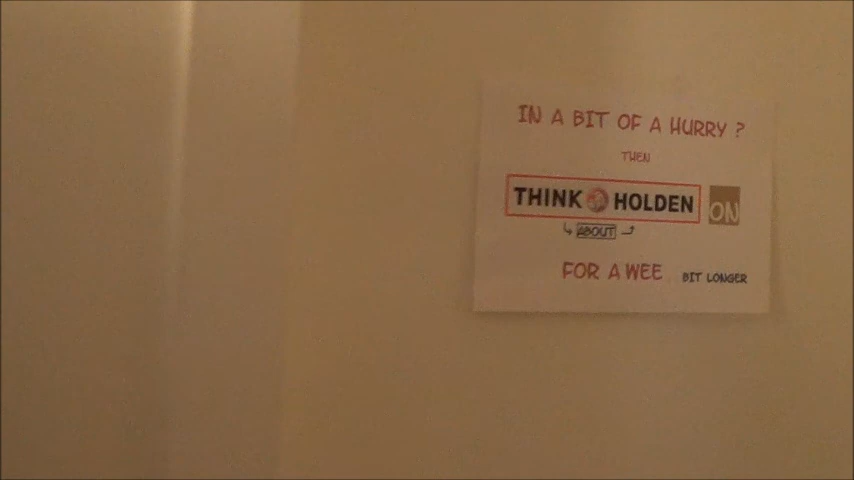 IN A BIT OF A HURRY ?
THEN
THINK HOLDEN ON
ABOUT
FOR A WEE BIT LONGER